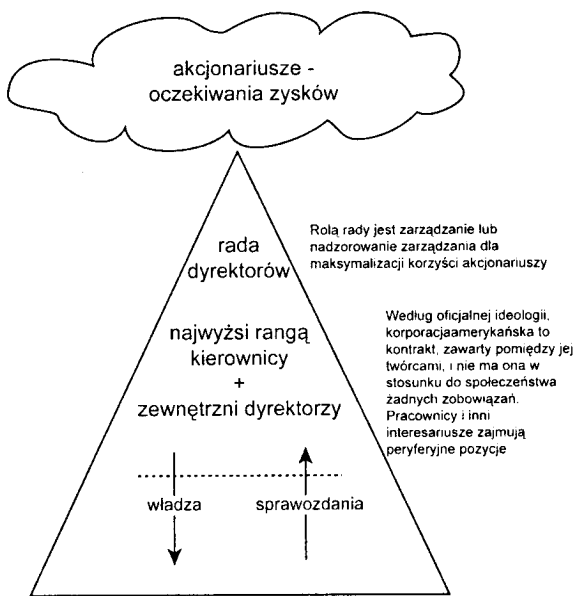 akcjonariusze -
oczekiwania zysków
rada
dyrektorów
Rolą rady jest zarządzanie lub
nadzorowanie zarządzania dla
maksymalizacji korzyści akcjonariuszy
najwyżsi rangą
kierownicy
+
zewnętrzni dyrektorzy
Według oficjalnej ideologii,
korporacjaamerykańska to
kontrakt, zawarty pomiędzy jej
twórcami, i nie ma ona w
stosunku do społeczeństwa
żadnych zobowiązań.
Pracownicy i inni
interesariusze zajmują
peryferyjne pozycje
władza
sprawozdania